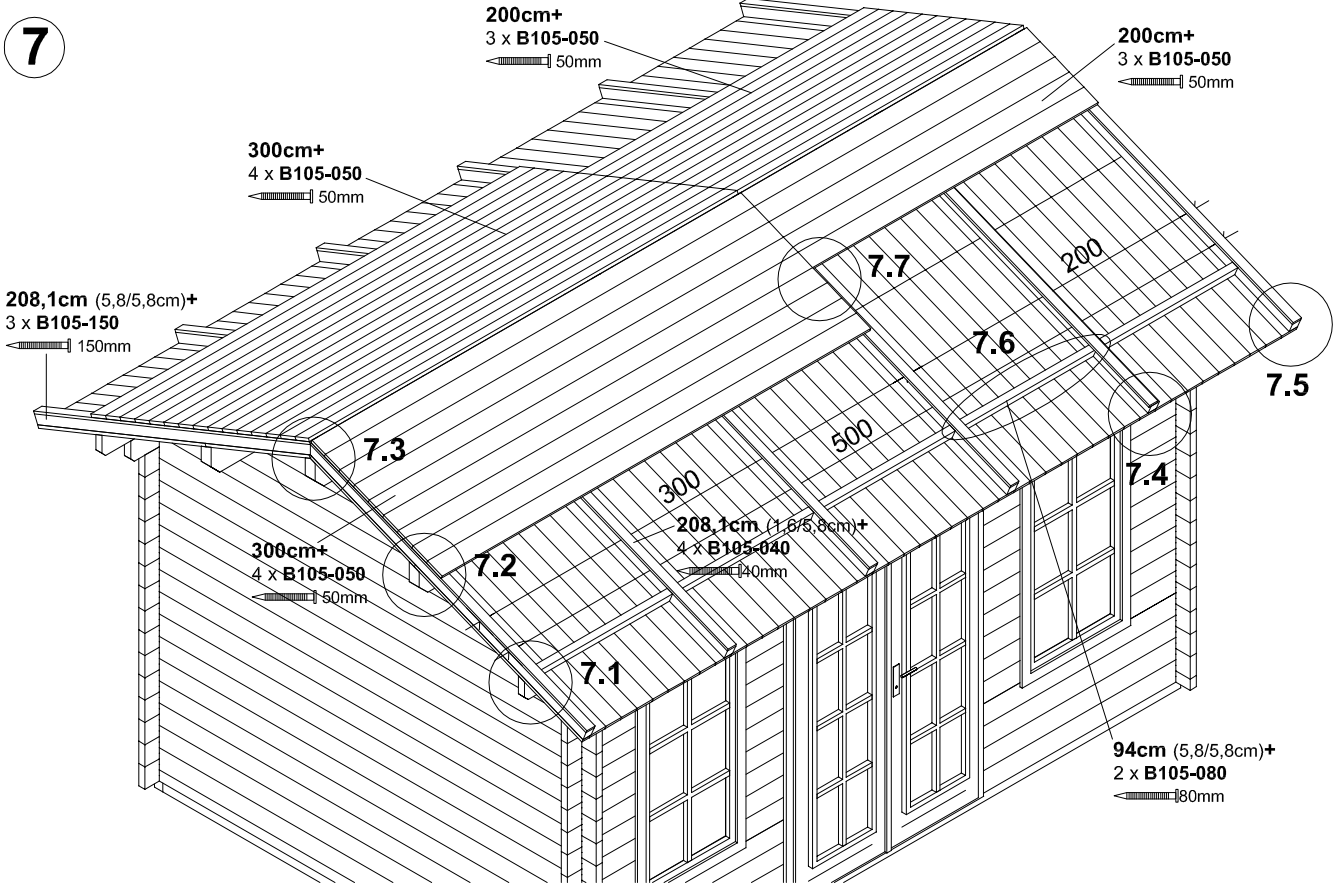 7
200cm+
3 x B105-050
50mm
200cm+
3 x B105-050
50mm
300cm+
4 x B105-050
50mm
208,1cm (5,8/5,8cm)+
3 x B105-150
150mm
7.7
200
7.6
7.5
7.3
500
7.4
300
208,1cm (1,6/5,8cm)+
4 x B105-040
40mm
300cm+
4 x B105-050
50mm
7.2
7.1
94cm (5,8/5,8cm)+
2 x B105-080
80mm